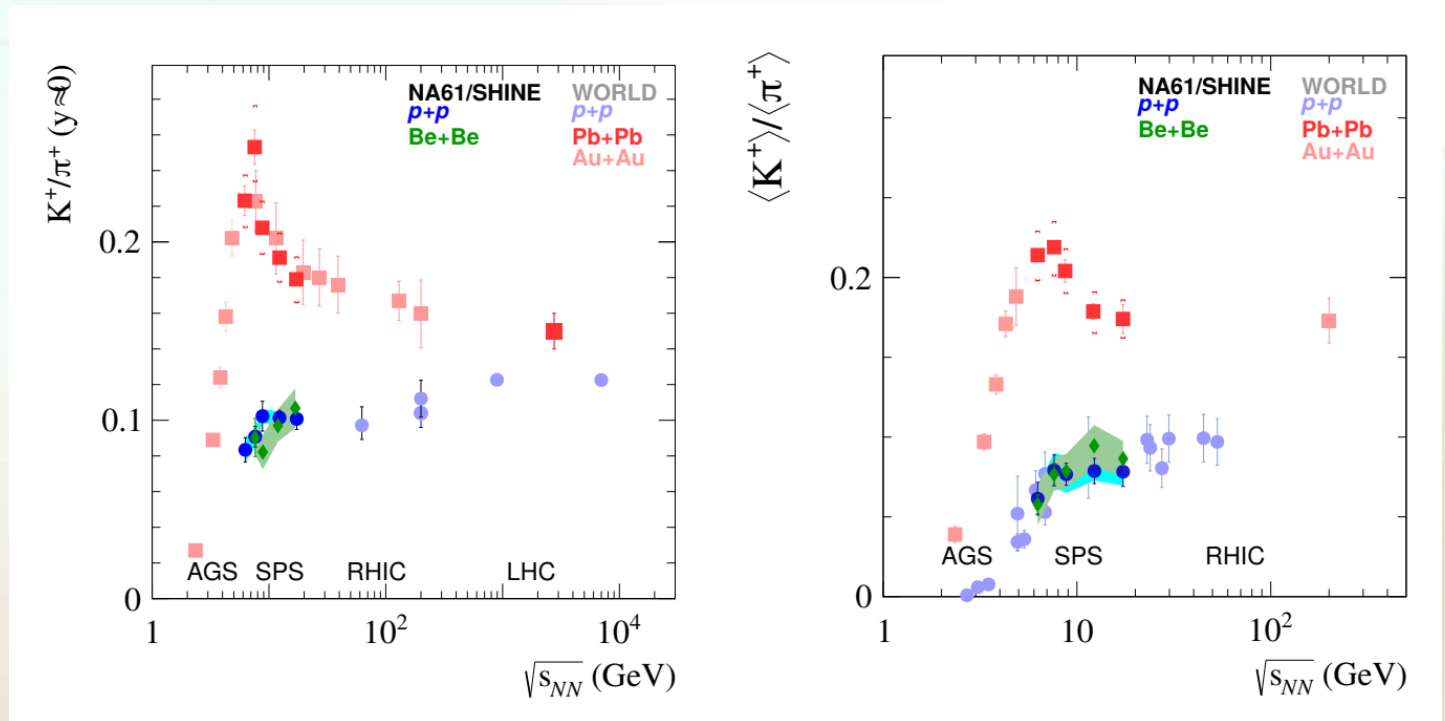 K⁺/π⁺ (y≈0)
NA61/SHINE WORLD
p+p p+p
Be+Be Pb+Pb
Au+Au
0.2
0.1
0
AGS SPS RHIC LHC
1 10² 10⁴
√s_NN (GeV)
⟨K⁺⟩/⟨π⁺⟩
NA61/SHINE WORLD
p+p p+p
Be+Be Pb+Pb
Au+Au
0.2
0
AGS SPS RHIC
1 10 10²
√s_NN (GeV)